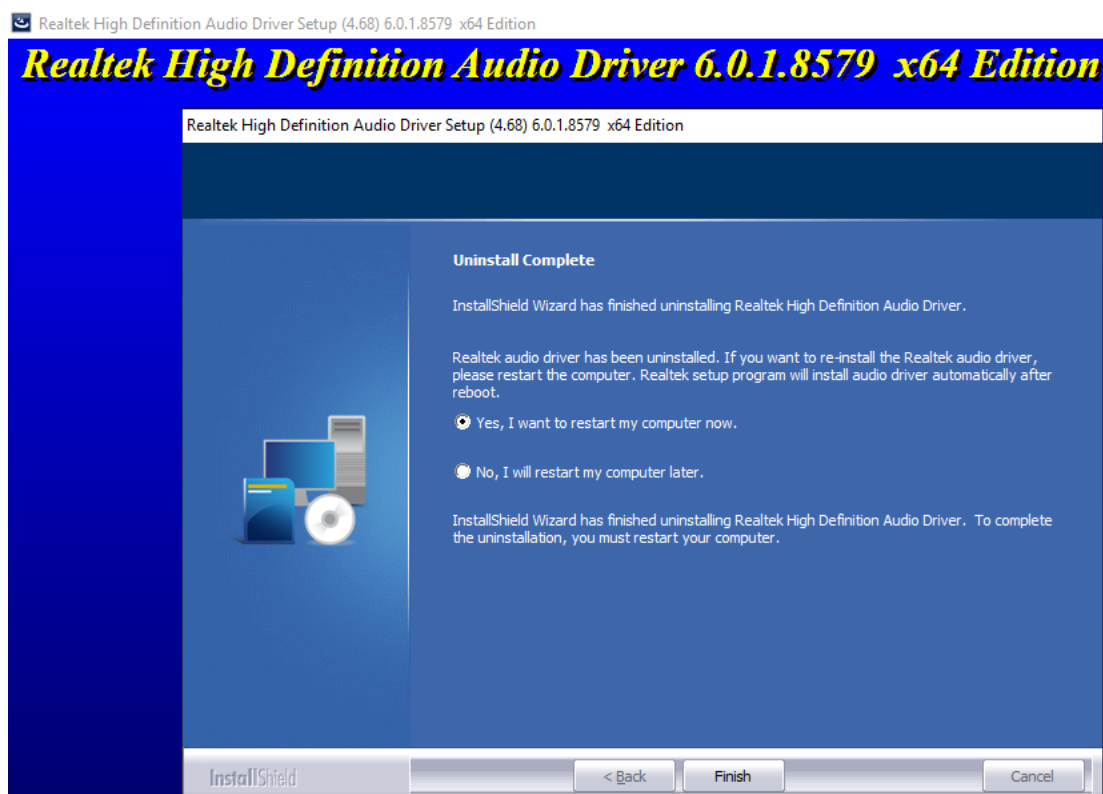 Realtek High Definition Audio Driver Setup (4.68) 6.0.1.8579 x64 Edition
Realtek High Definition Audio Driver 6.0.1.8579 x64 Edition
Realtek High Definition Audio Driver Setup (4.68) 6.0.1.8579 x64 Edition
Uninstall Complete
InstallShield Wizard has finished uninstalling Realtek High Definition Audio Driver.
Realtek audio driver has been uninstalled. If you want to re-install the Realtek audio driver,
please restart the computer. Realtek setup program will install audio driver automatically after
reboot.
Yes, I want to restart my computer now.
No, I will restart my computer later.
InstallShield Wizard has finished uninstalling Realtek High Definition Audio Driver. To complete
the uninstallation, you must restart your computer.
InstallShield
< Back
Finish
Cancel